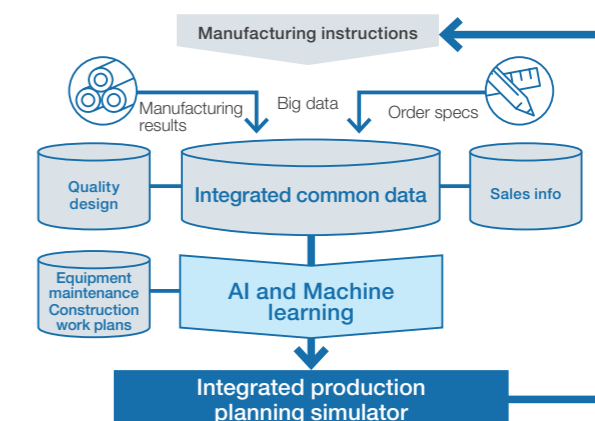 Manufacturing instructions
Manufacturing
results
Big data
Order specs
Quality
design
Integrated common data
Sales info
Equipment
maintenance
Construction
work plans
AI and Machine
learning
Integrated production
planning simulator